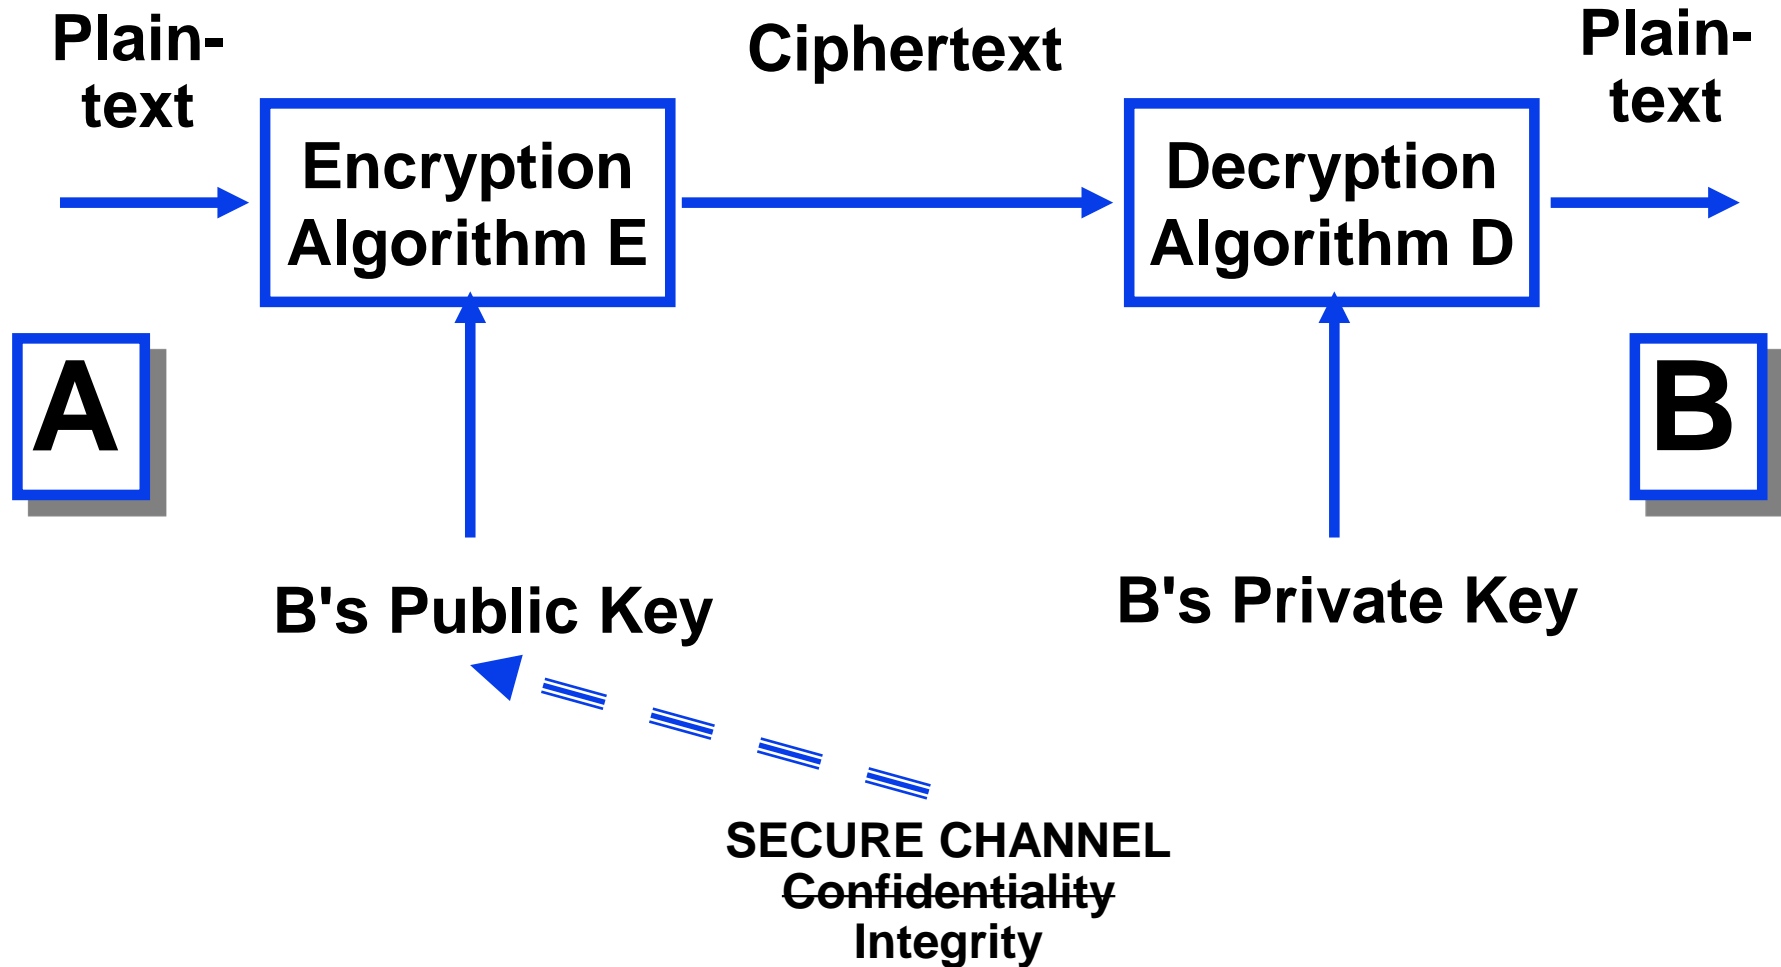 Plain-
text
Ciphertext
Plain-
text
Encryption
Algorithm E
Decryption
Algorithm D
A
B
B's Public Key
B's Private Key
SECURE CHANNEL
Confidentiality
Integrity